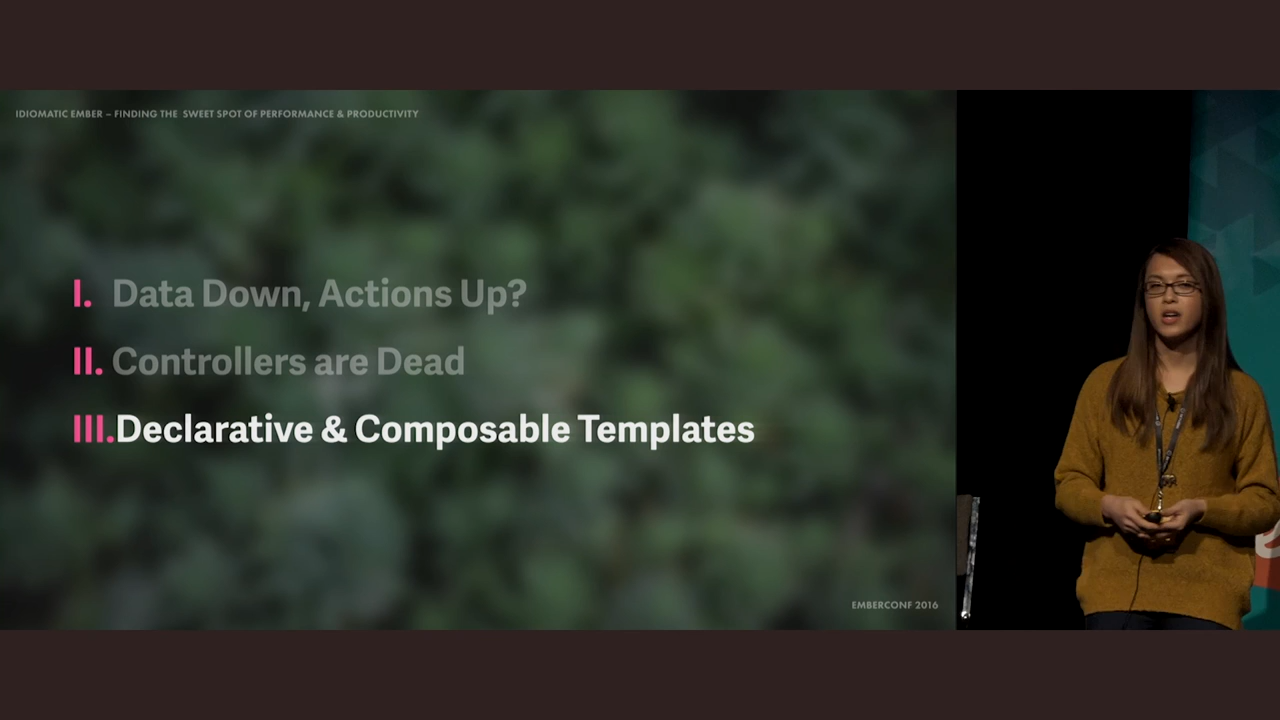 IDIOMATIC EMBER – FINDING THE SWEET SPOT OF PERFORMANCE & PRODUCTIVITY
I. Data Down, Actions Up?
II. Controllers are Dead
III. Declarative & Composable Templates
EMBERCONF 2016